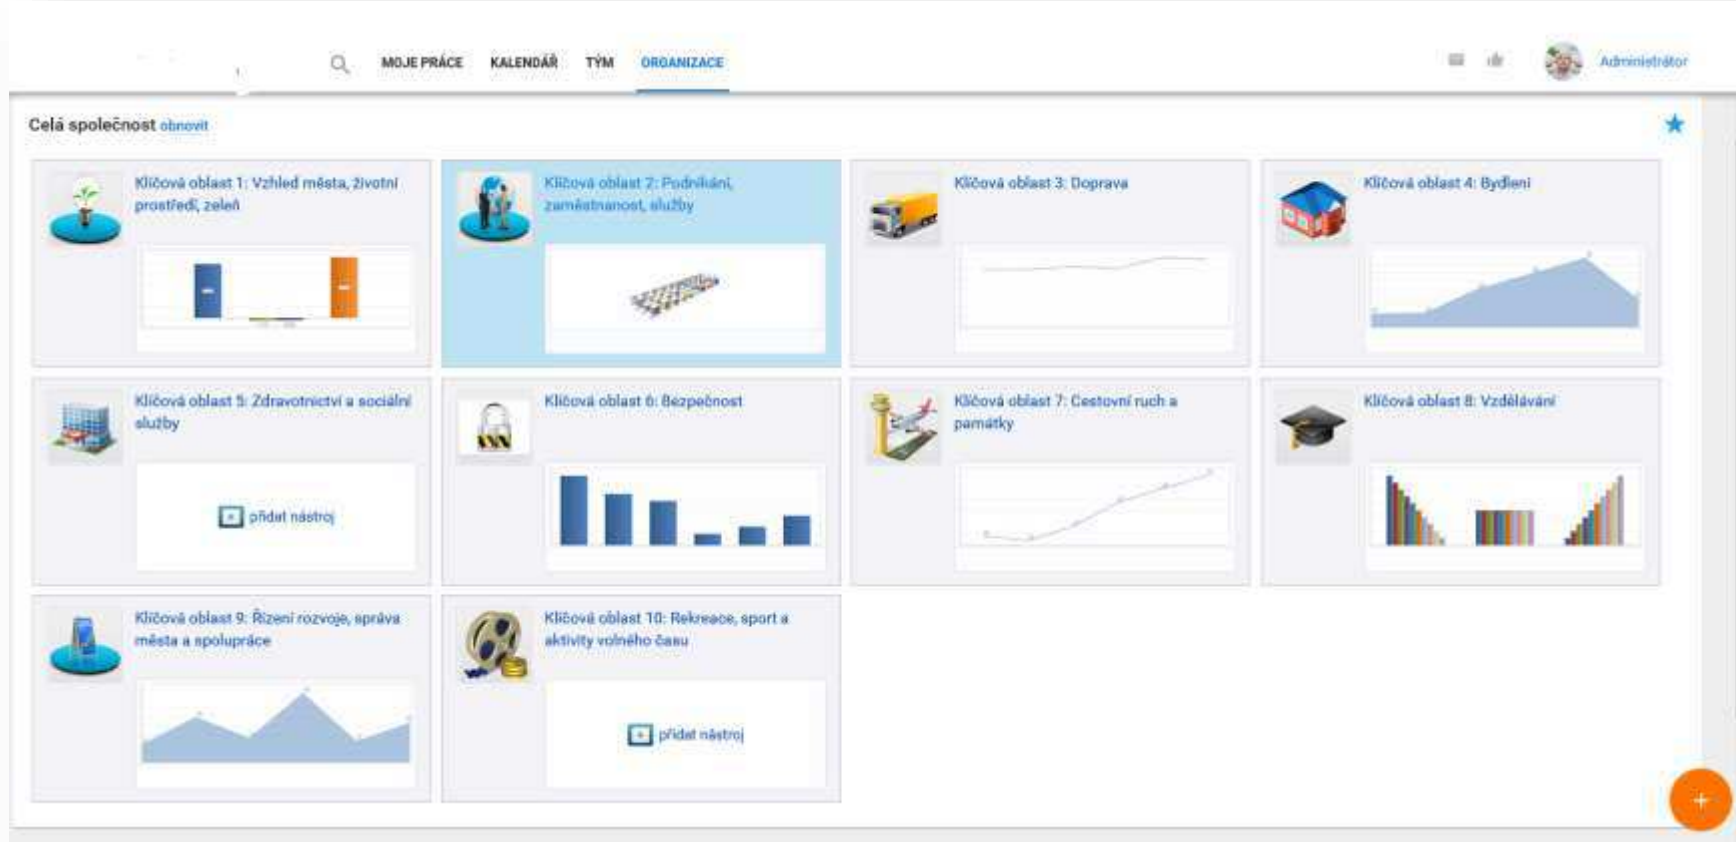 MOJE PRÁCE KALENDÁŘ TÝM ORGANIZACE Administrátor
Celá společnost obnovit
Klíčová oblast 1: Vzhled města, životní
prostředí, zeleň
Klíčová oblast 2: Podnikání,
zaměstnanost, služby
Klíčová oblast 3: Doprava
Klíčová oblast 4: Bydlení
Klíčová oblast 5: Zdravotnictví a sociální
služby
přidat nástroj
Klíčová oblast 6: Bezpečnost
Klíčová oblast 7: Cestovní ruch a
památky
Klíčová oblast 8: Vzdělávání
Klíčová oblast 9: Řízení rozvoje, správa
města a spolupráce
Klíčová oblast 10: Rekreace, sport a
aktivity volného času
přidat nástroj